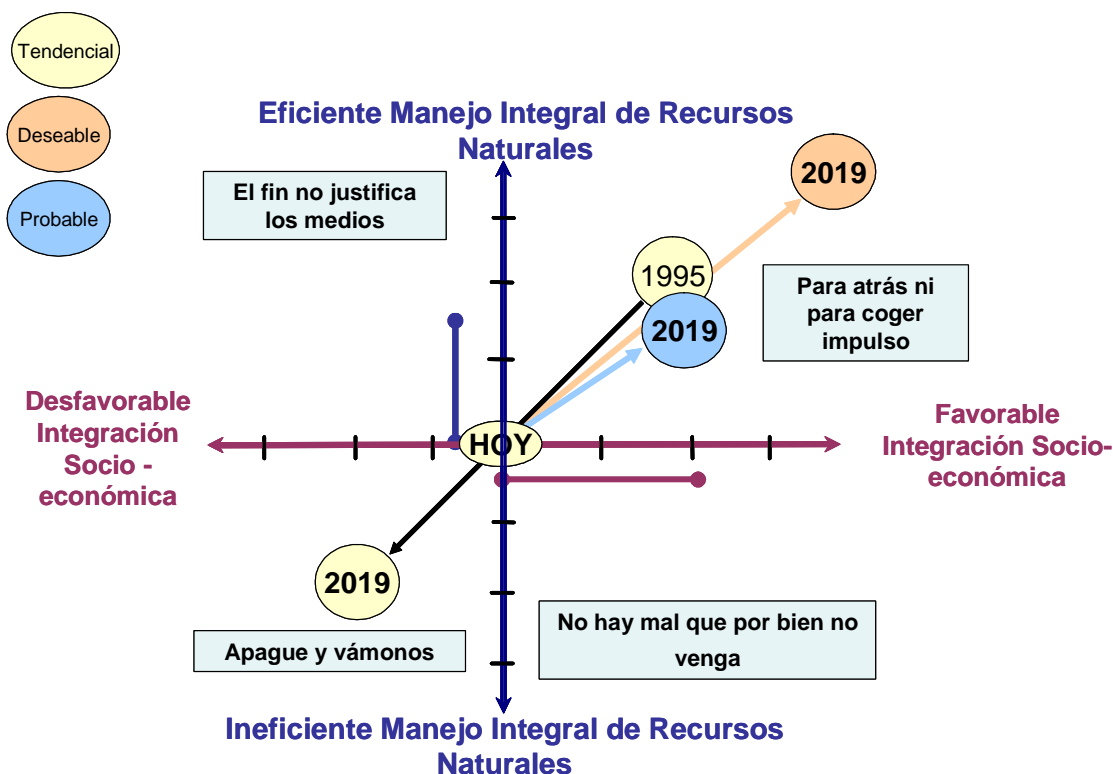 Tendencial
Deseable
Probable
Eficiente Manejo Integral de Recursos
Naturales
El fin no justifica
los medios
2019
1995
2019
Para atrás ni
para coger
impulso
Desfavorable
Integración
Socio -
económica
HOY
Favorable
Integración Socio-
económica
2019
Apague y vámonos
No hay mal que por bien no
venga
Ineficiente Manejo Integral de Recursos
Naturales